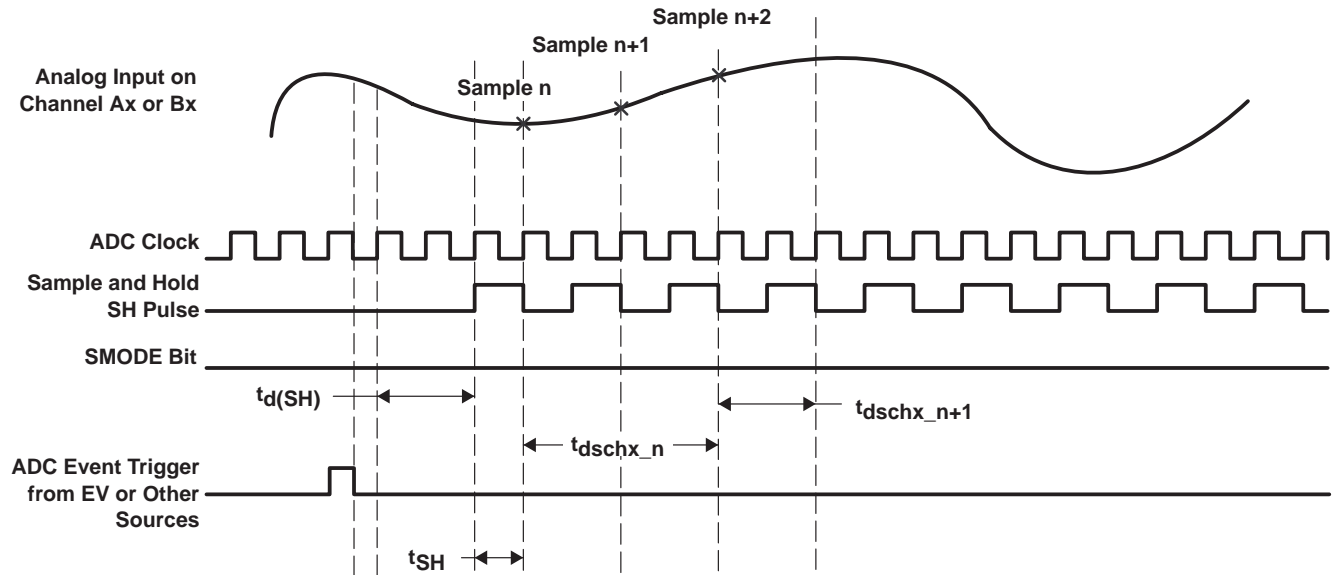 Sample n+2
Sample n+1
Analog Input on
Channel Ax or Bx
Sample n
ADC Clock
Sample and Hold
SH Pulse
SMODE Bit
td(SH)
tdschx_n+1
tdschx_n
ADC Event Trigger
from EV or Other
Sources
tSH